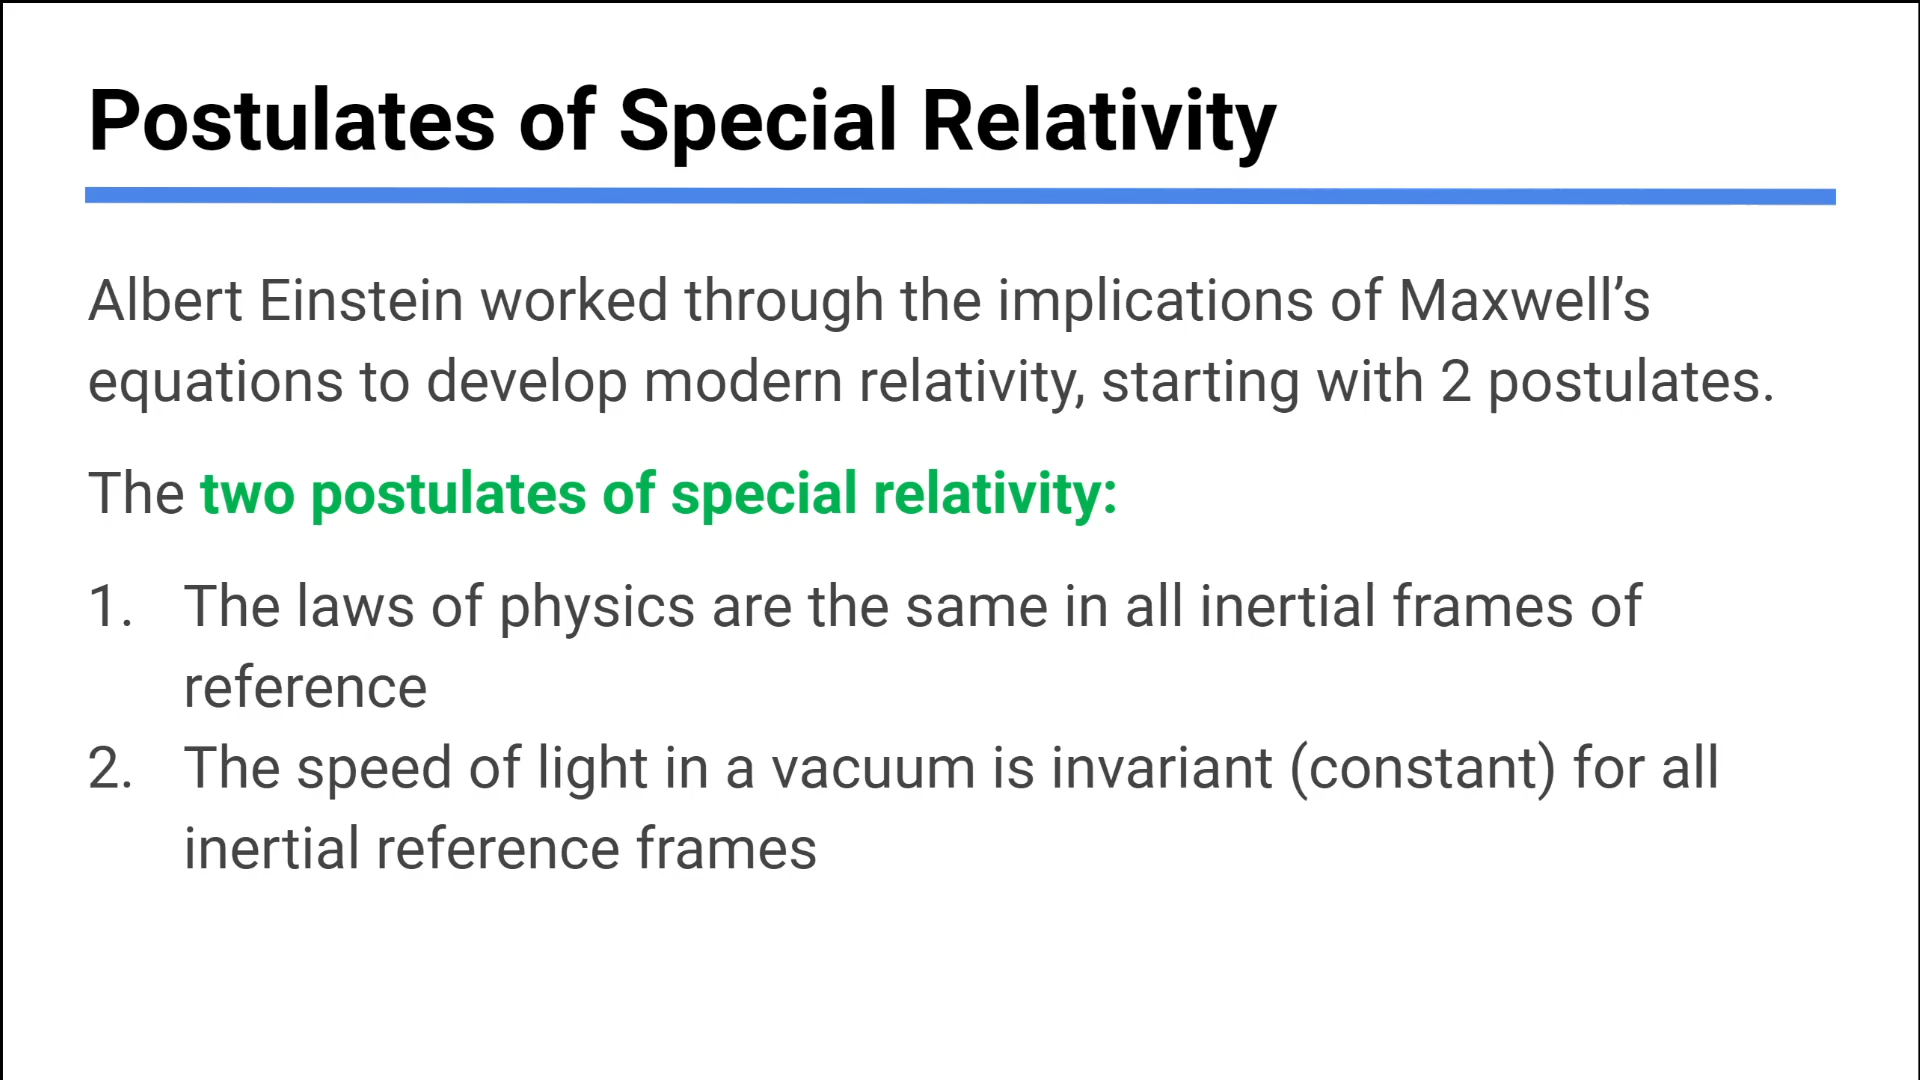 Postulates of Special Relativity
Albert Einstein worked through the implications of Maxwell’s
equations to develop modern relativity, starting with 2 postulates.
The two postulates of special relativity:
1. The laws of physics are the same in all inertial frames of
reference
2. The speed of light in a vacuum is invariant (constant) for all
inertial reference frames